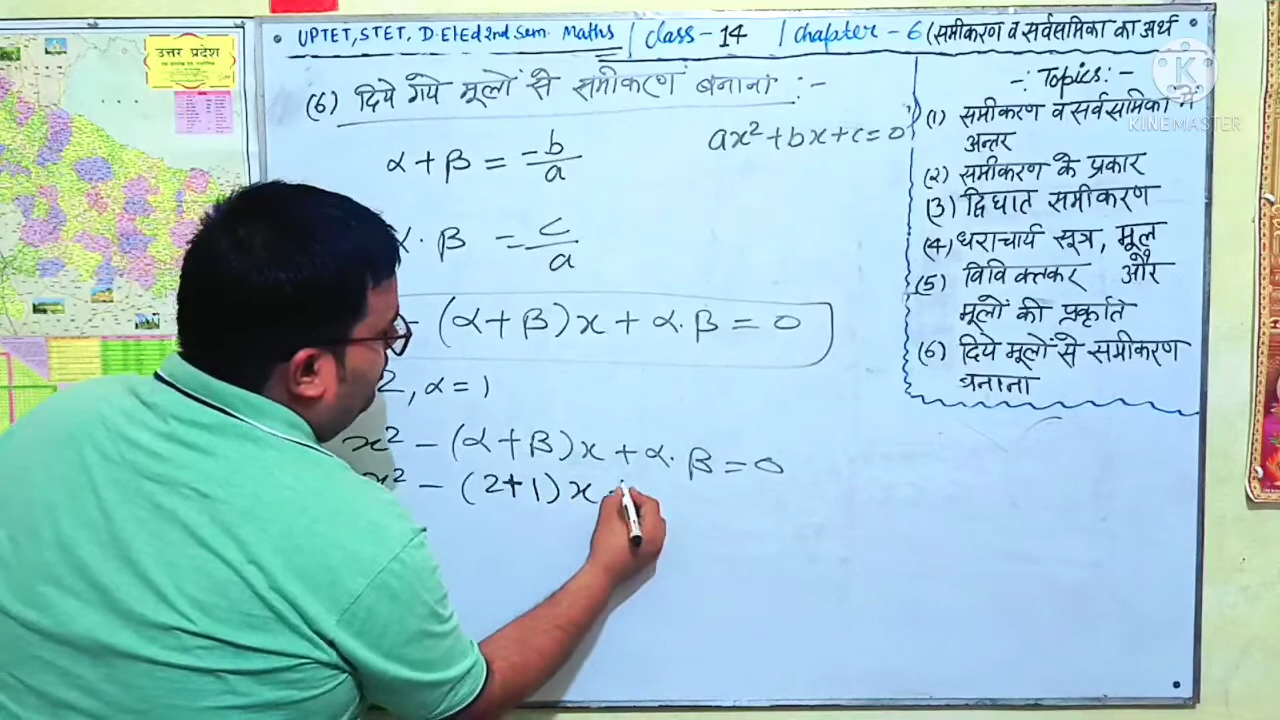 उत्तर प्रदेश
UPTET, STET, D.El.Ed 2nd Sem. Maths | Class - 14 | Chapter - 6 (समीकरण व सर्वसमिका का अर्थ
(6) दिये गये मूलों से समीकरण बनाना :-
ax² + bx + c = 0
α + β = -b/a
α . β = c/a
- (α + β)x + α . β = 0
2, α = 1
x² - (α + β)x + α . β = 0
x² - (2+1)x +
-: Topics :-
(1) समीकरण व सर्वसमिका में
अन्तर
(2) समीकरण के प्रकार
(3) द्विघात समीकरण
(4) धराचार्य सूत्र, मूल
(5) विविक्तकर और
मूलों की प्रकृति
(6) दिये मूलों से समीकरण
बनाना
K
KINEMASTER